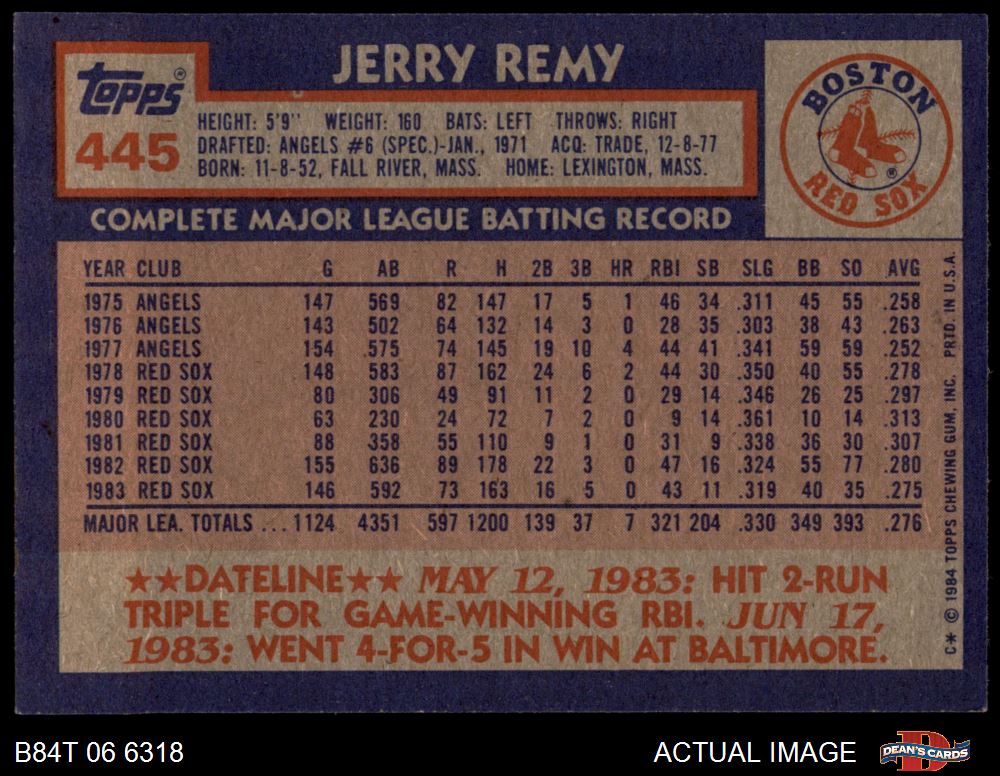 JERRY REMY
Topps®
445
HEIGHT: 5'9" WEIGHT: 160 BATS: LEFT THROWS: RIGHT
DRAFTED: ANGELS #6 (SPEC.)-JAN., 1971 ACQ: TRADE, 12-8-77
BORN: 11-8-52, FALL RIVER, MASS. HOME: LEXINGTON, MASS.
BOSTON
RED SOX
®
COMPLETE MAJOR LEAGUE BATTING RECORD
YEAR CLUB G AB R H 2B 3B HR RBI SB SLG BB SO AVG
1975 ANGELS 147 569 82 147 17 5 1 46 34 .311 45 55 .258
1976 ANGELS 143 502 64 132 14 3 0 28 35 .303 38 43 .263
1977 ANGELS 154 .575 74 145 19 10 4 44 41 .341 59 59 .252
1978 RED SOX 148 583 87 162 24 6 2 44 30 .350 40 55 .278
1979 RED SOX 80 306 49 91 11 2 0 29 14 .346 26 25 .297
1980 RED SOX 63 230 24 72 7 2 0 9 14 .361 10 14 .313
1981 RED SOX 88 358 55 110 9 1 0 31 9 .338 36 30 .307
1982 RED SOX 155 636 89 178 22 3 0 47 16 .324 55 77 .280
1983 RED SOX 146 592 73 163 16 5 0 43 11 .319 40 35 .275
MAJOR LEA. TOTALS ...1124 4351 597 1200 139 37 7 321 204 .330 349 393 .276
C* © 1984 TOPPS CHEWING GUM, INC. PRTD. IN U.S.A.
★★DATELINE★★ MAY 12, 1983: HIT 2-RUN
TRIPLE FOR GAME-WINNING RBI. JUN 17,
1983: WENT 4-FOR-5 IN WIN AT BALTIMORE.
B84T 06 6318
ACTUAL IMAGE
D
DEAN'S CARDS